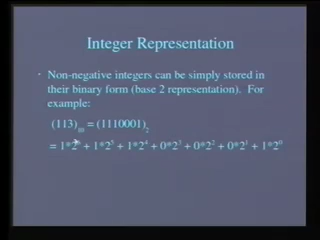 Integer Representation
· Non-negative integers can be simply stored in
their binary form (base 2 representation). For
example:
(113)₁₀ = (1110001)₂
= 1*2⁶ + 1*2⁵ + 1*2⁴ + 0*2³ + 0*2² + 0*2¹ + 1*2⁰